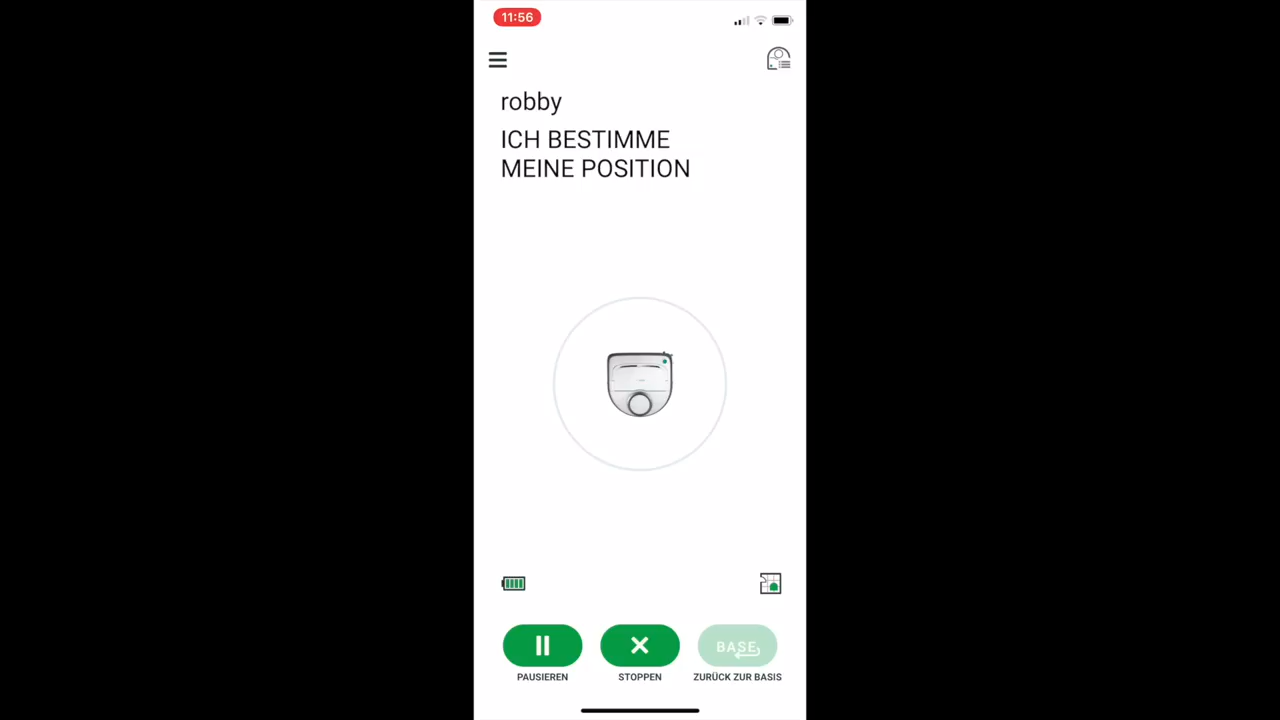 11:56
robby
ICH BESTIMME
MEINE POSITION
BASE
PAUSIEREN
STOPPEN
ZURÜCK ZUR BASIS